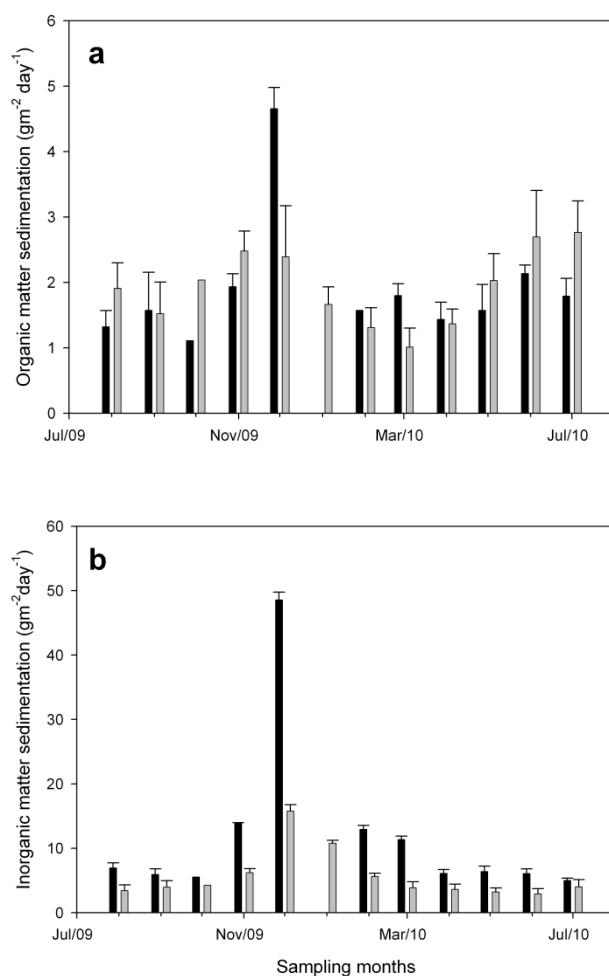 a
Organic matter sedimentation (gm⁻² day⁻¹)
6
5
4
3
2
1
0
Jul/09 Nov/09 Mar/10 Jul/10
b
Inorganic matter sedimentation (gm⁻²day⁻¹)
60
50
40
30
20
10
0
Jul/09 Nov/09 Mar/10 Jul/10
Sampling months